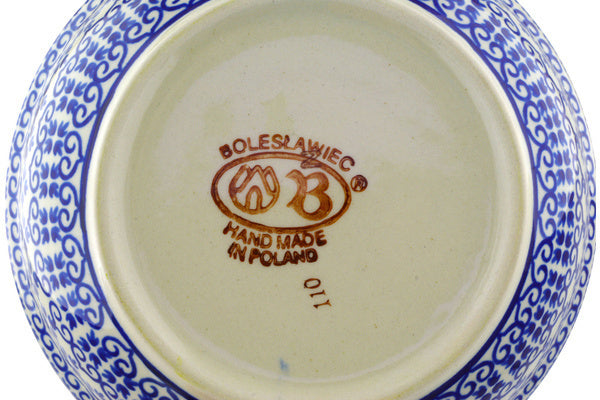 BOLESŁAWIEC
B ®
HAND MADE
IN POLAND
110